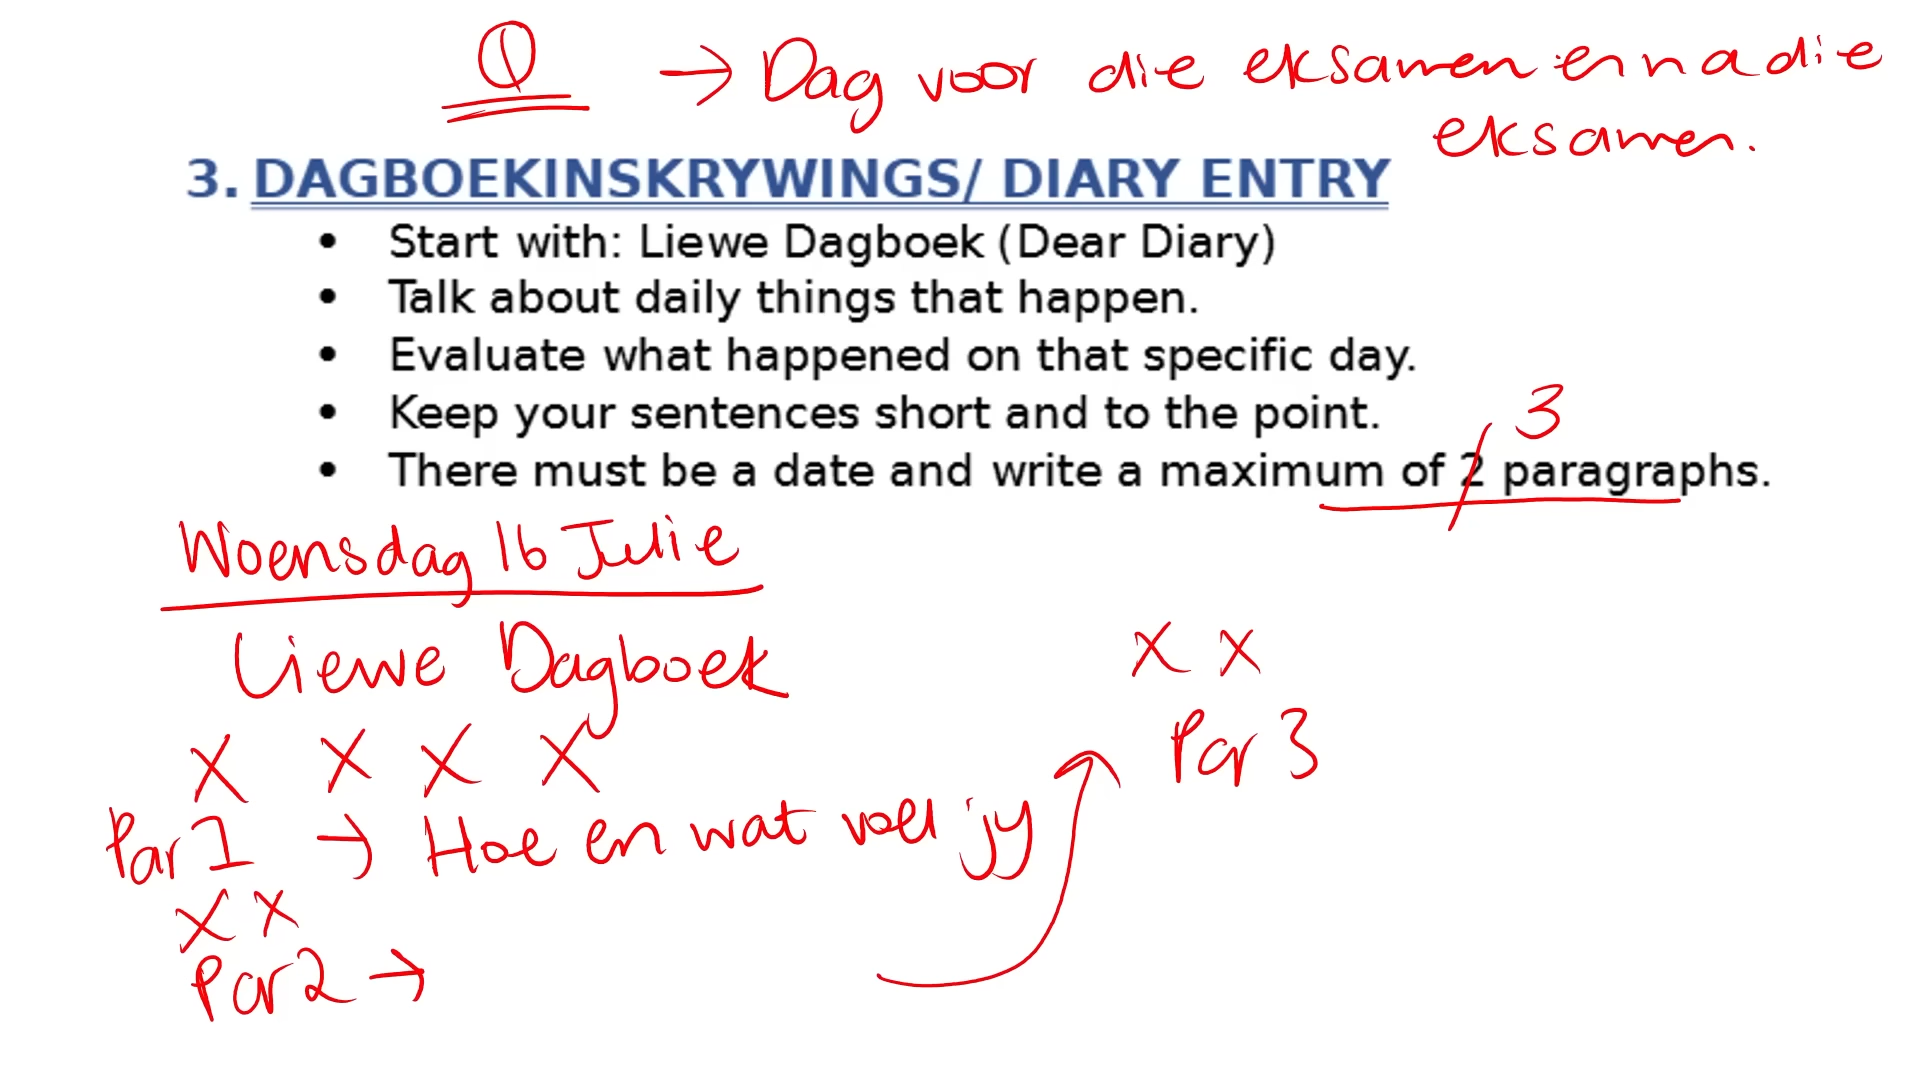 Q → Dag voor die eksamen en na die
eksamen.
3. DAGBOEKINSKRYWINGS/ DIARY ENTRY
• Start with: Liewe Dagboek (Dear Diary)
• Talk about daily things that happen.
• Evaluate what happened on that specific day.
• Keep your sentences short and to the point.
3
• There must be a date and write a maximum of 2 paragraphs.
Woensdag 16 Julie
Liewe Dagboek
X X X X
Par 1 → Hoe en wat voel jy
X X
Par 2 →
X X
Par 3